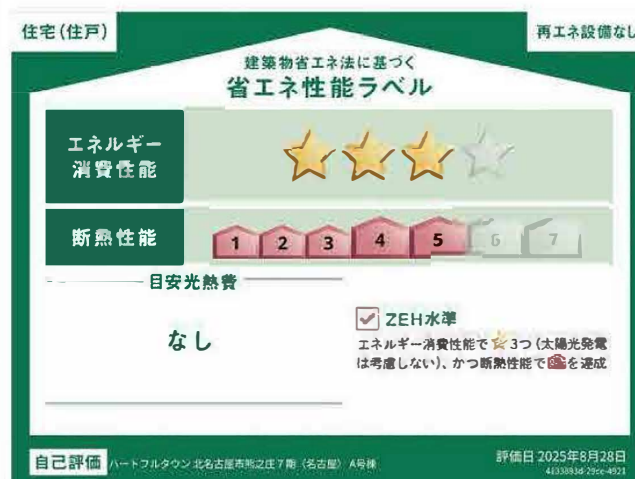 住宅(住戸)
再エネ設備なし
建築物省エネ法に基づく
省エネ性能ラベル
エネルギー
消費性能
断熱性能
1 2 3 4 5 6 7
目安光熱費
なし
ZEH水準
エネルギー消費性能で 3つ(太陽光発電
は考慮しない)、かつ断熱性能で を達成
自己評価 ハートフルタウン 北名古屋市熊之庄7期(名古屋) A号棟
評価日 2025年8月28日